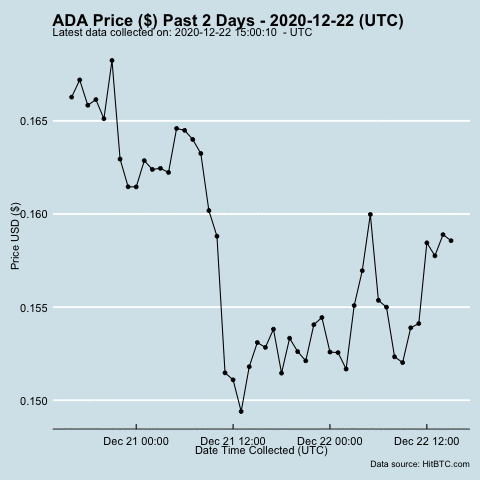 ADA Price ($) Past 2 Days - 2020-12-22 (UTC)
Latest data collected on: 2020-12-22 15:00:10 - UTC
Price USD ($)
0.165
0.160
0.155
0.150
Dec 21 00:00 Dec 21 12:00 Dec 22 00:00 Dec 22 12:00
Date Time Collected (UTC)
Data source: HitBTC.com